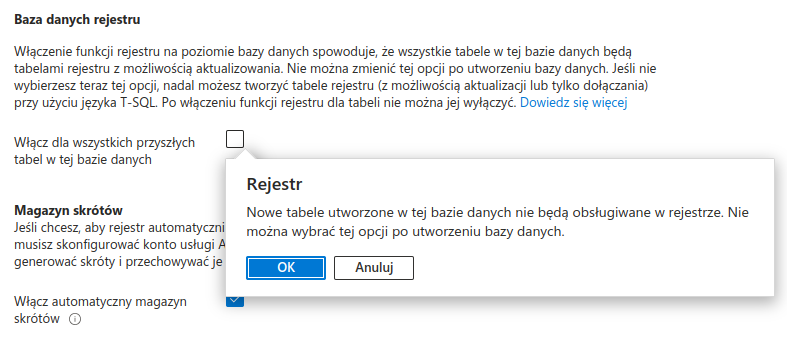 Baza danych rejestru
Włączenie funkcji rejestru na poziomie bazy danych spowoduje, że wszystkie tabele w tej bazie danych będą
tabelami rejestru z możliwością aktualizowania. Nie można zmienić tej opcji po utworzeniu bazy danych. Jeśli nie
wybierzesz teraz tej opcji, nadal możesz tworzyć tabele rejestru (z możliwością aktualizacji lub tylko dołączania)
przy użyciu języka T-SQL. Po włączeniu funkcji rejestru dla tabeli nie można jej wyłączyć. Dowiedz się więcej
Włącz dla wszystkich przyszłych
tabel w tej bazie danych
Rejestr
Nowe tabele utworzone w tej bazie danych nie będą obsługiwane w rejestrze. Nie
można wybrać tej opcji po utworzeniu bazy danych.
OK Anuluj
Magazyn skrótów
Jeśli chcesz, aby rejestr automatyczni
musisz skonfigurować konto usługi A
generować skróty i przechowywać je
Włącz automatyczny magazyn
skrótów